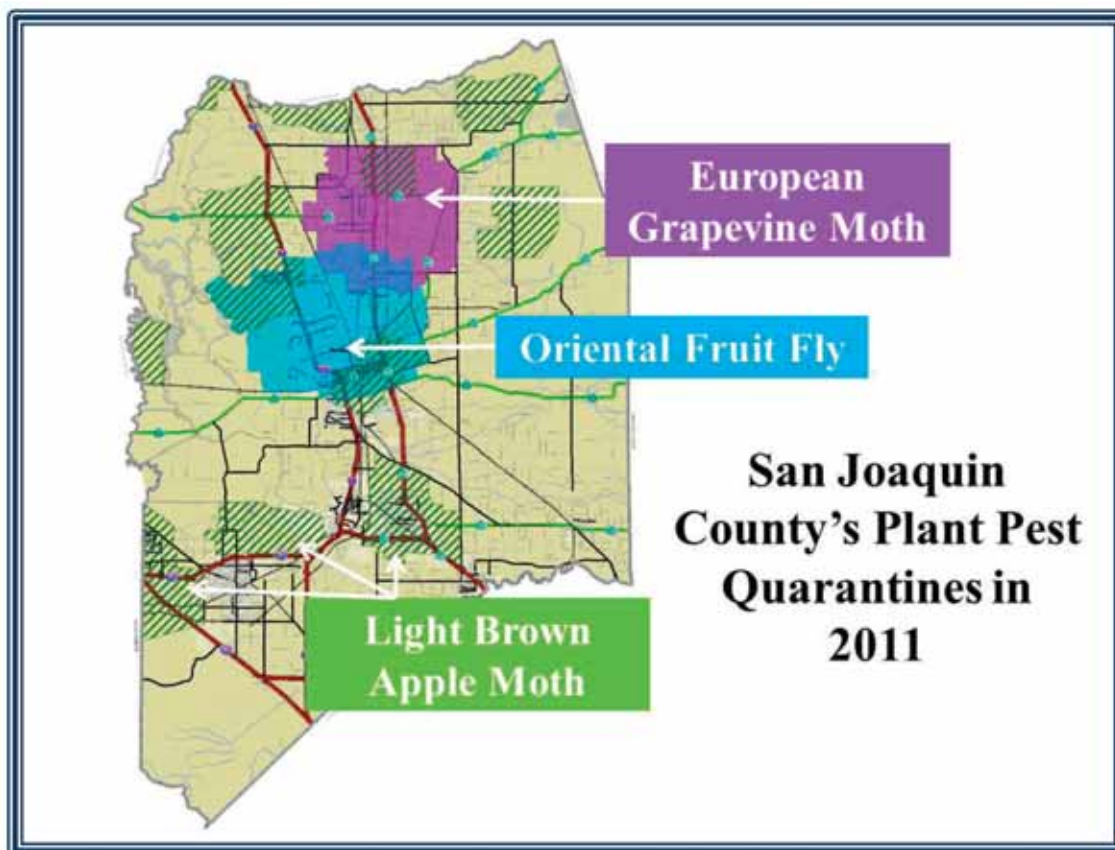 European
Grapevine Moth
Oriental Fruit Fly
San Joaquin
County's Plant Pest
Quarantines in
2011
Light Brown
Apple Moth